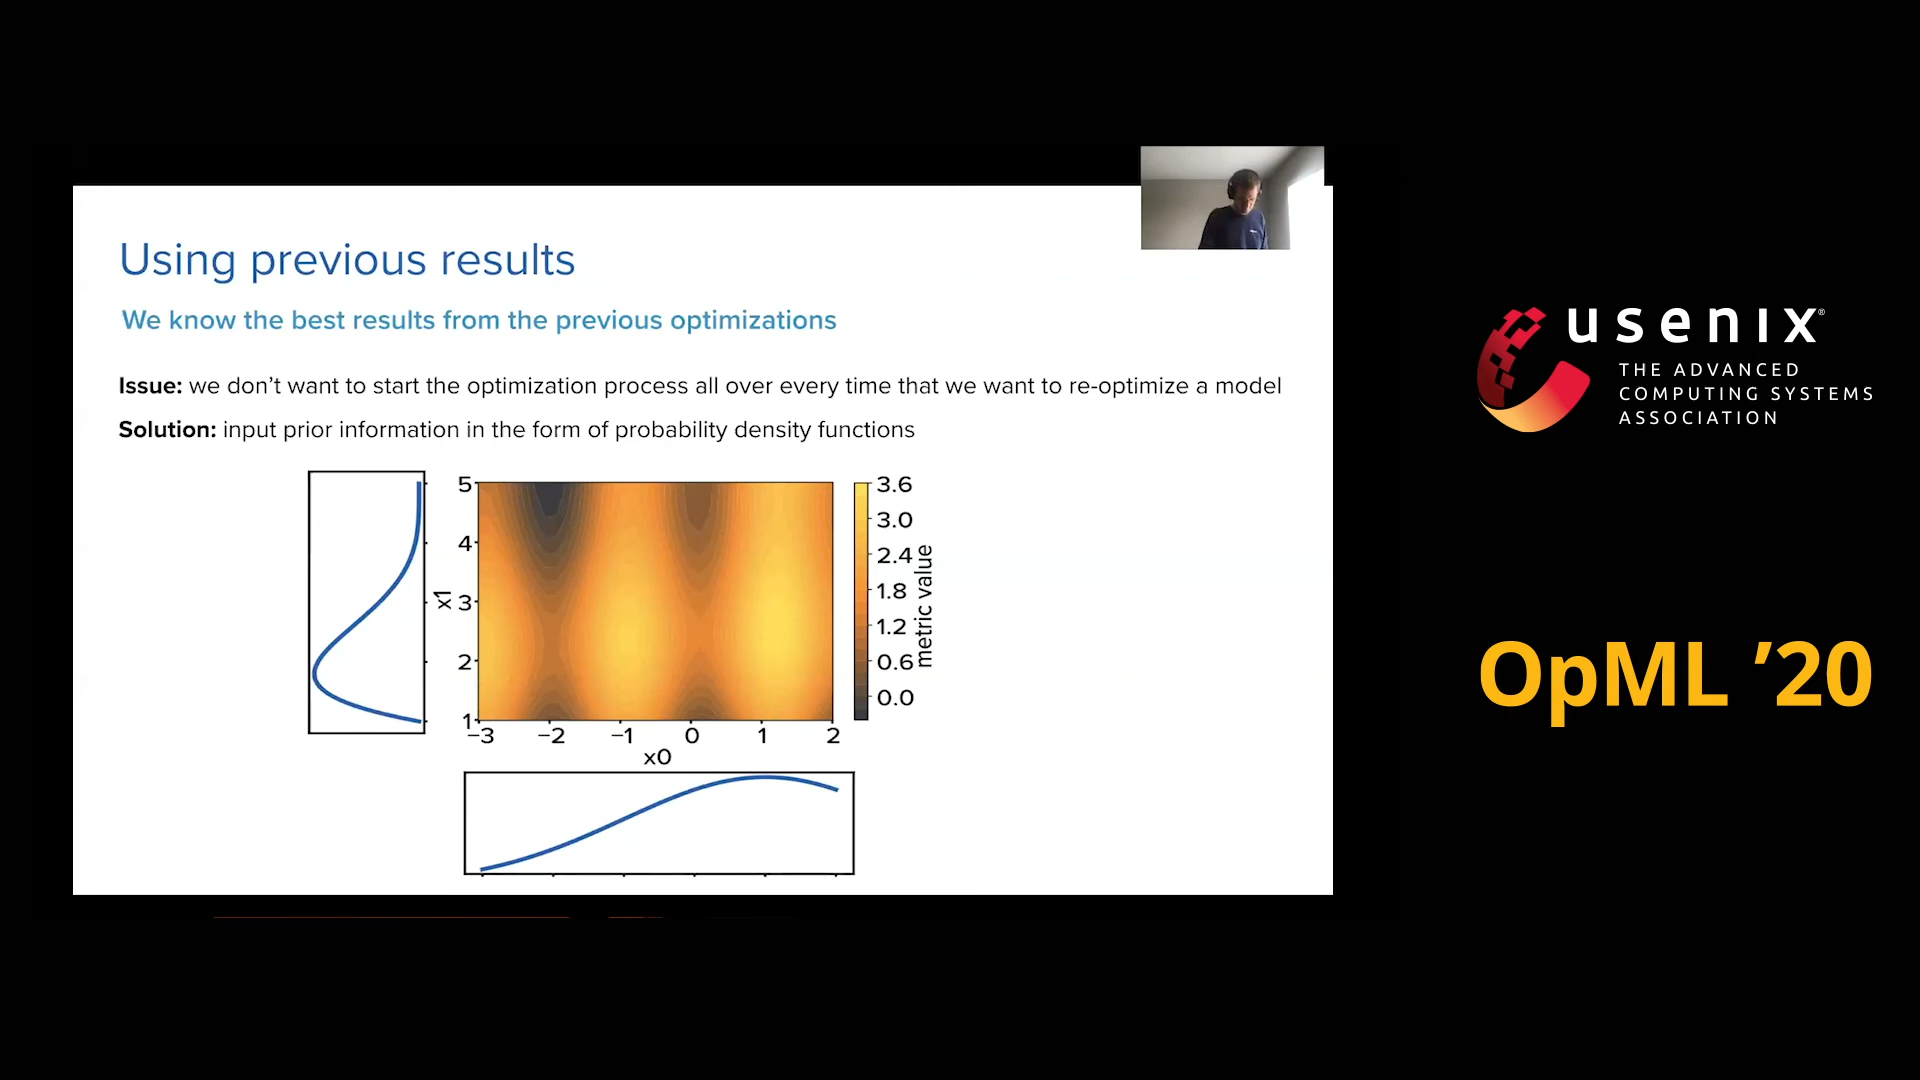 Using previous results
We know the best results from the previous optimizations
Issue: we don't want to start the optimization process all over every time that we want to re-optimize a model
Solution: input prior information in the form of probability density functions
5
4
3
2
1
x1
−3 −2 −1 0 1 2
x0
3.6
3.0
2.4
1.8
1.2
0.6
0.0
metric value
usenix®
THE ADVANCED
COMPUTING SYSTEMS
ASSOCIATION
OpML ’20